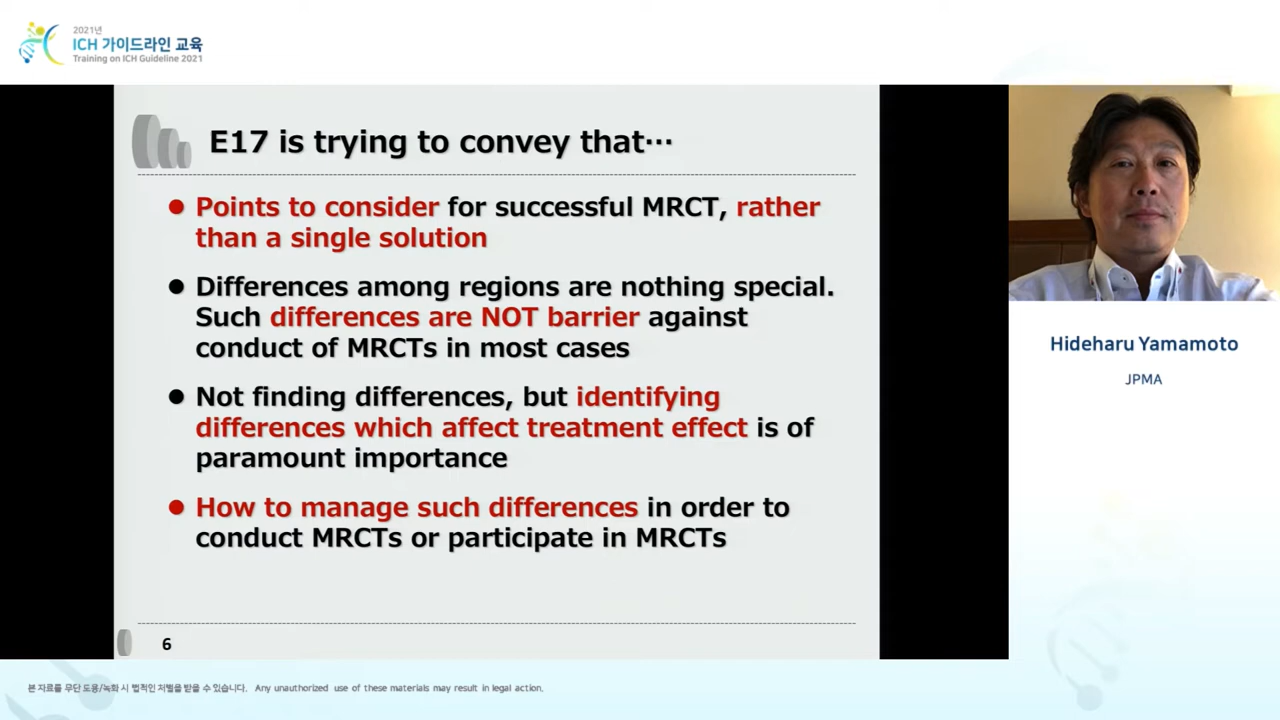 2021년
ICH 가이드라인 교육
Training on ICH Guideline 2021
E17 is trying to convey that⋯
● Points to consider for successful MRCT, rather
than a single solution
● Differences among regions are nothing special.
Such differences are NOT barrier against
conduct of MRCTs in most cases
● Not finding differences, but identifying
differences which affect treatment effect is of
paramount importance
● How to manage such differences in order to
conduct MRCTs or participate in MRCTs
6
Hideharu Yamamoto
JPMA
본 자료를 무단 도용/녹화 시 법적인 처벌을 받을 수 있습니다. Any unauthorized use of these materials may result in legal action.